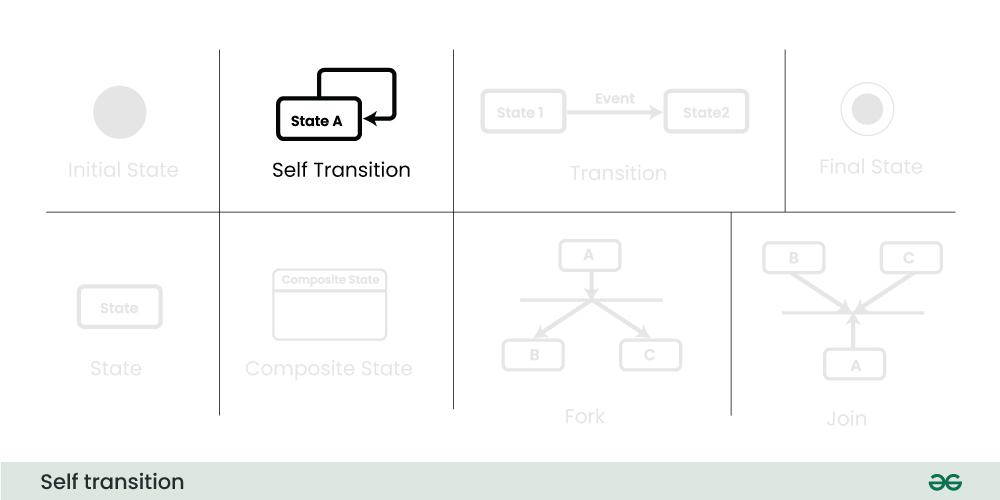 State A
Self Transition
Initial State
State 1
Event
State2
Transition
Final State
State
State
Composite State
Composite State
A
B
C
Fork
B
C
A
Join
Self transition